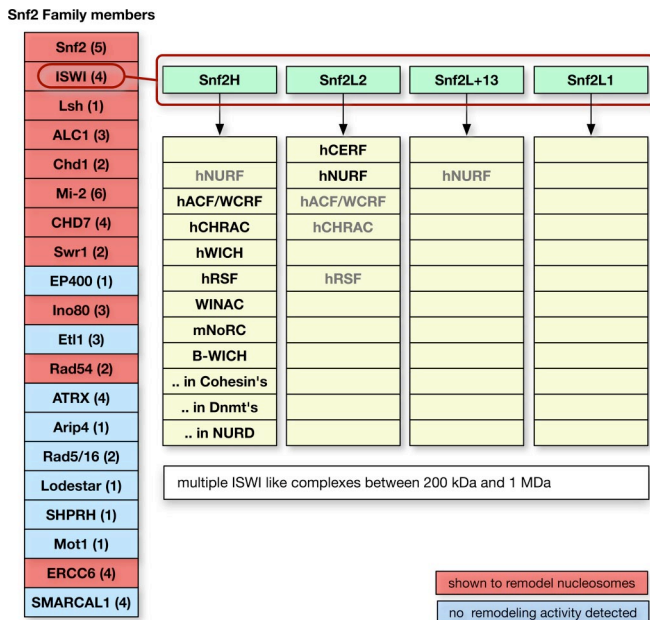 Snf2 Family members
Snf2 (5)
ISWI (4)
Lsh (1)
ALC1 (3)
Chd1 (2)
Mi-2 (6)
CHD7 (4)
Swr1 (2)
EP400 (1)
Ino80 (3)
Etl1 (3)
Rad54 (2)
ATRX (4)
Arip4 (1)
Rad5/16 (2)
Lodestar (1)
SHPRH (1)
Mot1 (1)
ERCC6 (4)
SMARCAL1 (4)
Snf2H
hNURF
hACF/WCRF
hCHRAC
hWICH
hRSF
WINAC
mNoRC
B-WICH
.. in Cohesin's
.. in Dnmt's
.. in NURD
Snf2L2
hCERF
hNURF
hACF/WCRF
hCHRAC
hRSF
Snf2L+13
hNURF
Snf2L1
multiple ISWI like complexes between 200 kDa and 1 MDa
shown to remodel nucleosomes
no remodeling activity detected